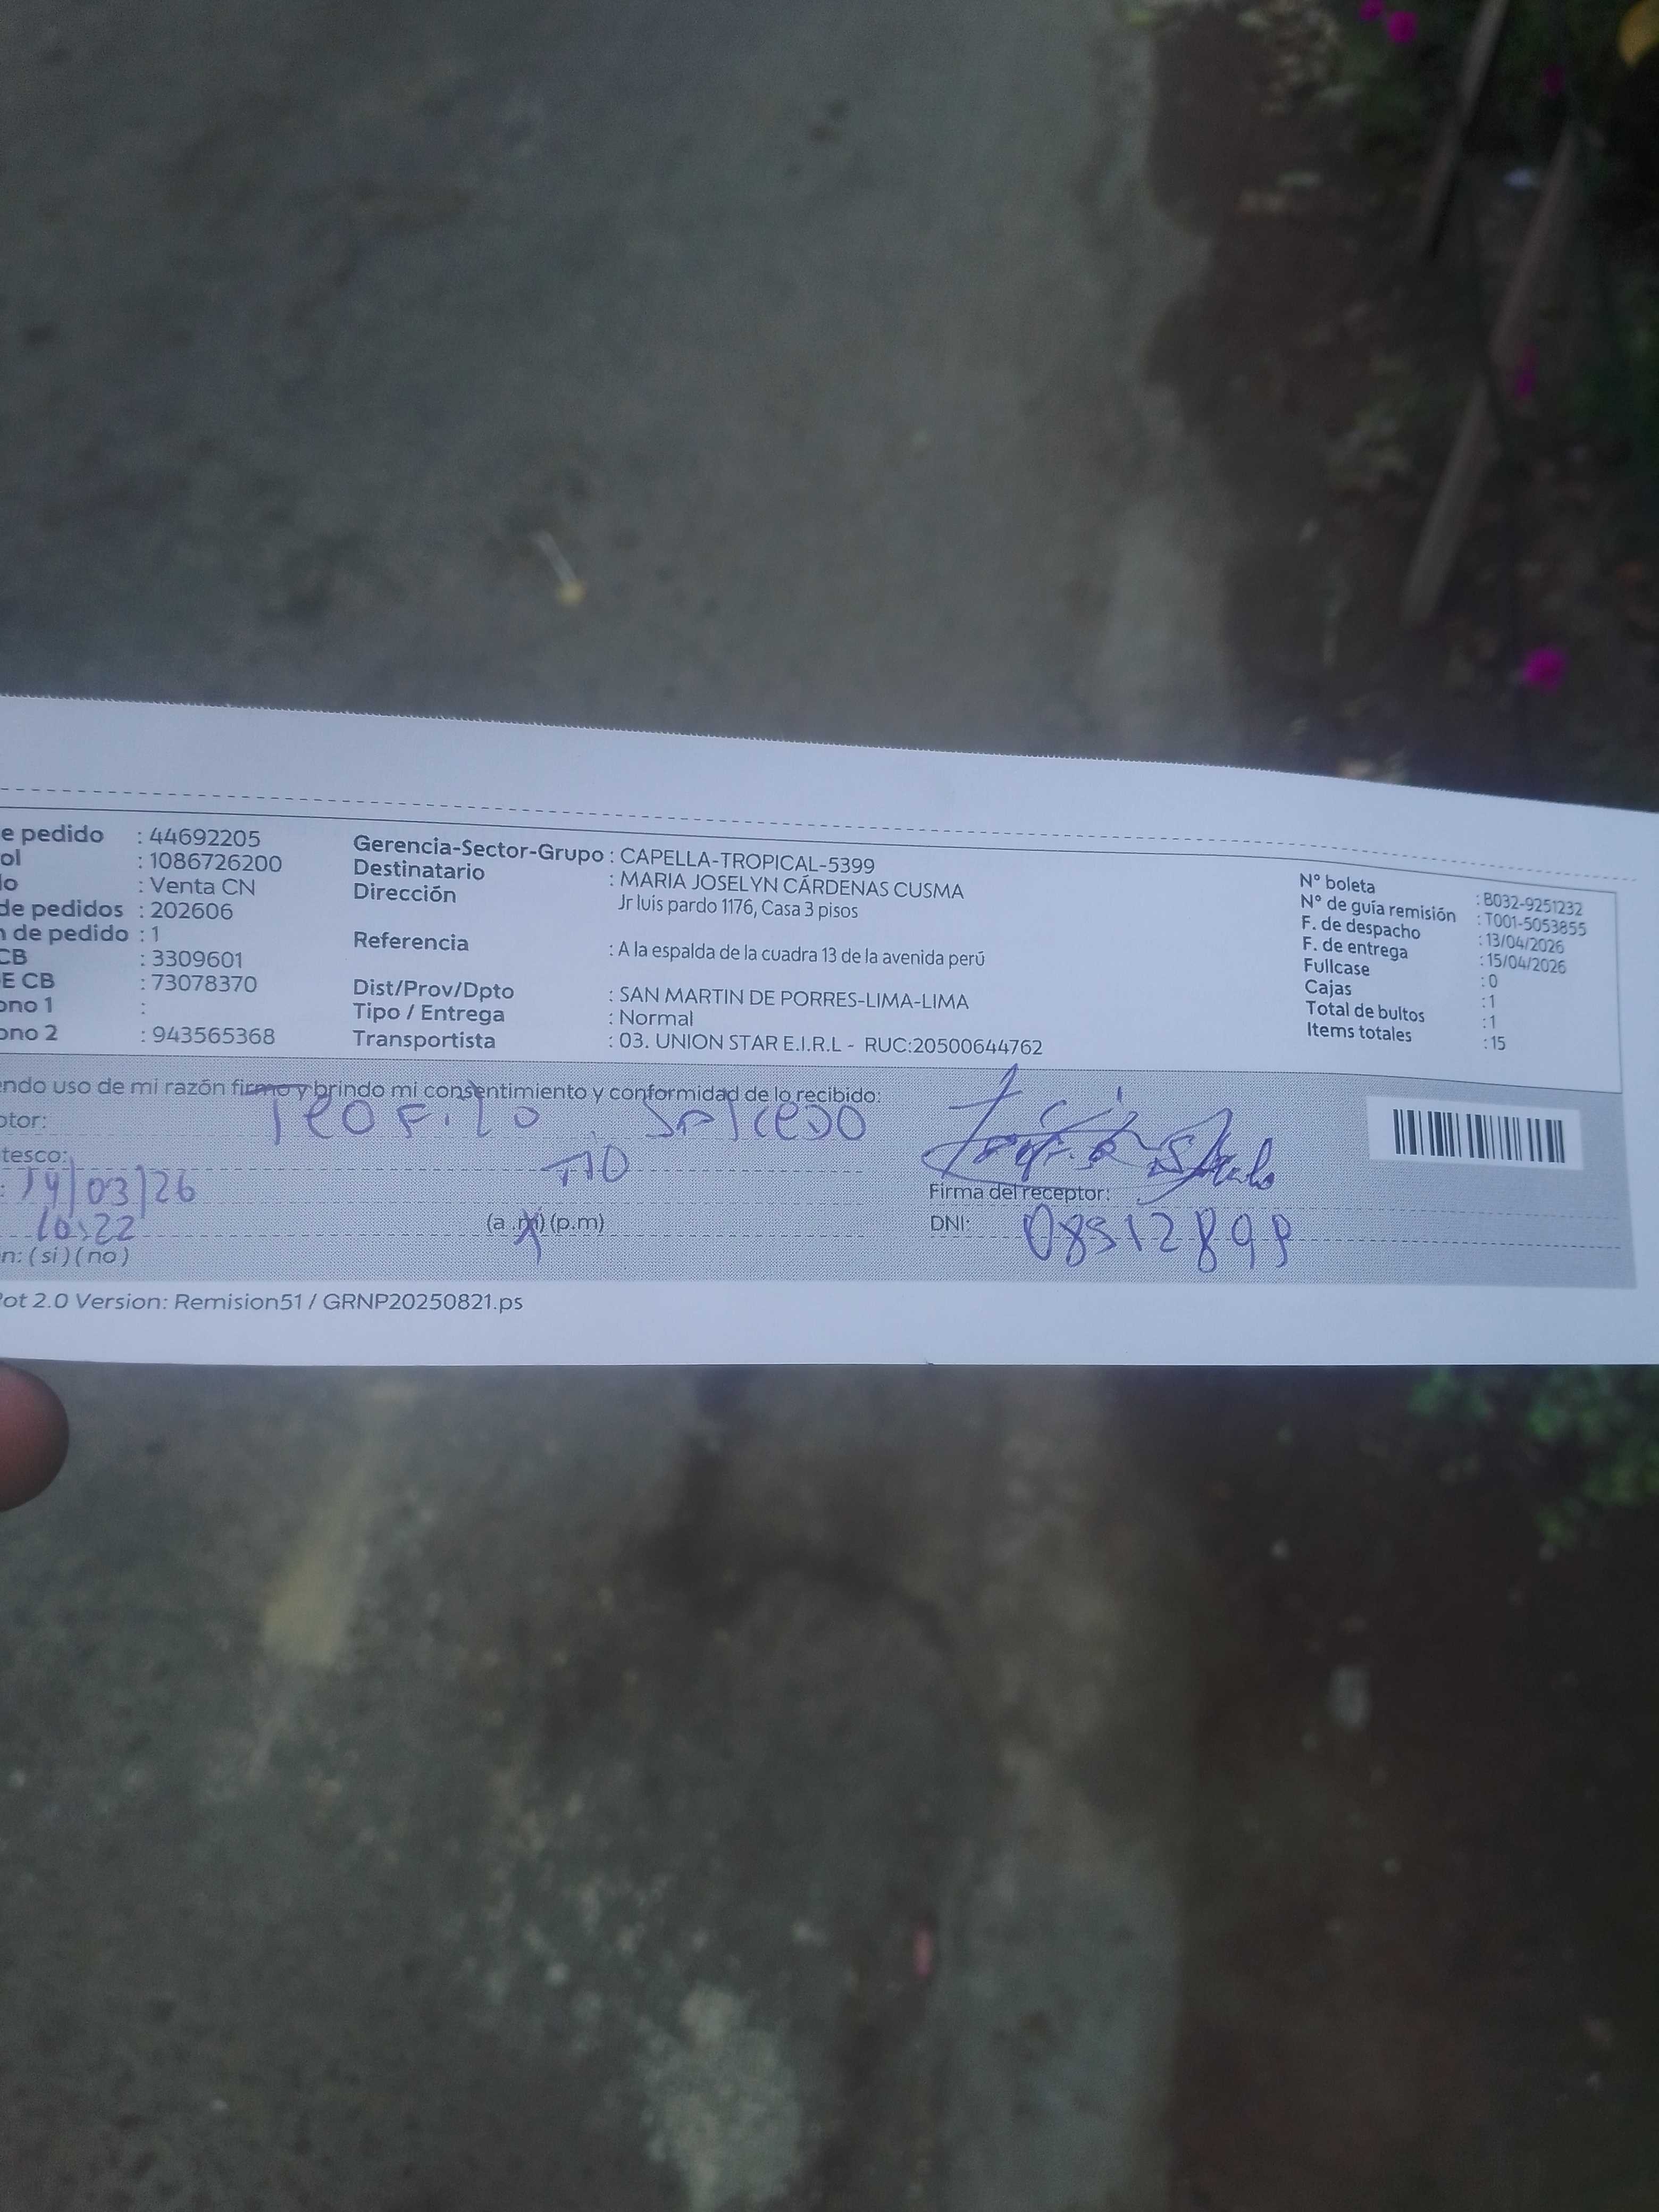 e pedido : 44692205
ol : 1086726200
lo : Venta CN
de pedidos : 202606
n de pedido : 1
CB : 3309601
E CB : 73078370
ono 1 :
ono 2 : 943565368
Gerencia-Sector-Grupo : CAPELLA-TROPICAL-5399
Destinatario : MARIA JOSELYN CÁRDENAS CUSMA
Dirección Jr luis pardo 1176, Casa 3 pisos
Referencia : A la espalda de la cuadra 13 de la avenida perú
Dist/Prov/Dpto : SAN MARTIN DE PORRES-LIMA-LIMA
Tipo / Entrega : Normal
Transportista : 03. UNION STAR E.I.R.L - RUC:20500644762
N° boleta : B032-9251232
N° de guía remisión : T001-5053855
F. de despacho : 13/04/2026
F. de entrega : 15/04/2026
Fullcase : 0
Cajas : 1
Total de bultos : 1
Items totales : 15
endo uso de mi razón firmo y brindo mi consentimiento y conformidad de lo recibido:
ptor: TEOFILO SALCEDO
tesco: TIO
: 14/03/26
10:22 (a.m) (p.m)
n: (si) (no)
Firma del receptor:
DNI: 08512899
Pot 2.0 Version: Remision51 / GRNP20250821.ps